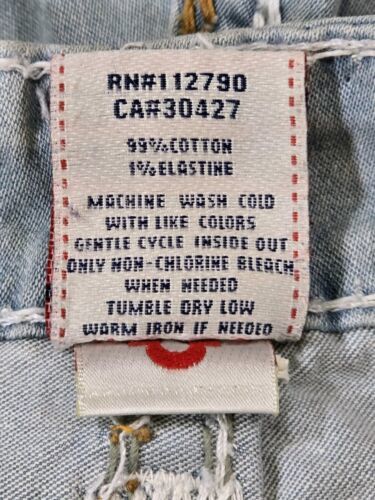 RN#112790
CA#30427
99%COTTON
1%ELASTINE
MACHINE WASH COLD
WITH LIKE COLORS
GENTLE CYCLE INSIDE OUT
ONLY NON-CHLORINE BLEACH
WHEN NEEDED
TUMBLE DRY LOW
WARM IRON IF NEEDED